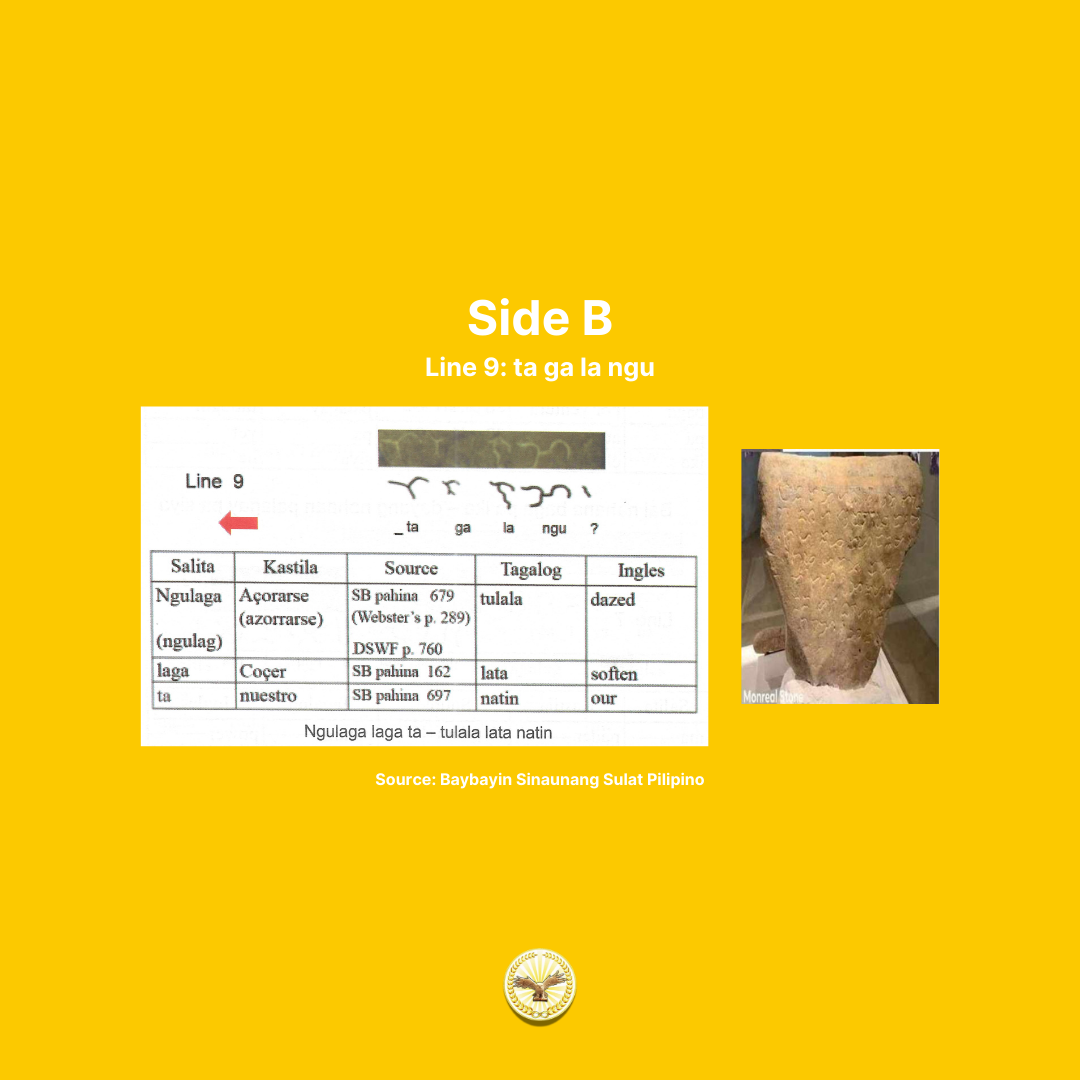 Side B
Line 9: ta ga la ngu
Line 9
_ ta ga la ngu ?
Salita Kastila Source Tagalog Ingles
Ngulaga Açorarse SB pahina 679 tulala dazed
(azorrarse) (Webster's p. 289)
(ngulag) DSWF p. 760
laga Coçer SB pahina 162 lata soften
ta nuestro SB pahina 697 natin our
Ngulaga laga ta – tulala lata natin
Monreal Stone
Source: Baybayin Sinaunang Sulat Pilipino